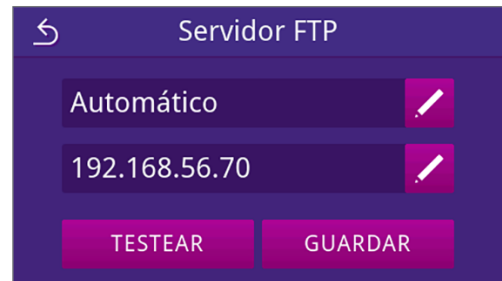 Servidor FTP
Automático
192.168.56.70
TESTEAR GUARDAR